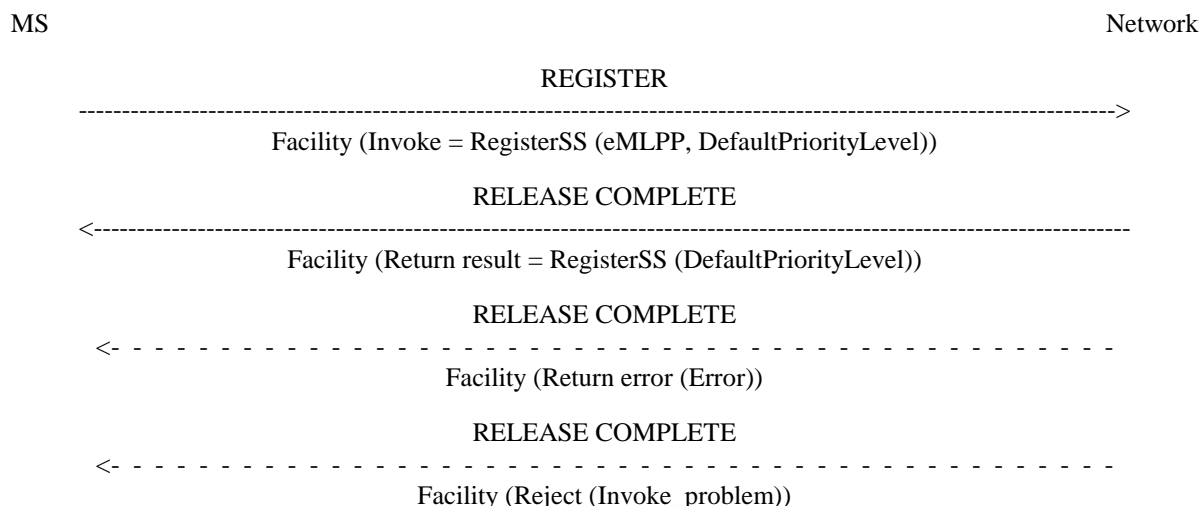 MS Network
REGISTER
------------------------------------------------------------------------------------------------------------------------>
Facility (Invoke = RegisterSS (eMLPP, DefaultPriorityLevel))
RELEASE COMPLETE
<------------------------------------------------------------------------------------------------------------------------
Facility (Return result = RegisterSS (DefaultPriorityLevel))
RELEASE COMPLETE
<- - - - - - - - - - - - - - - - - - - - - - - - - - - - - - - - - - - - - - - - - - - - - - -
Facility (Return error (Error))
RELEASE COMPLETE
<- - - - - - - - - - - - - - - - - - - - - - - - - - - - - - - - - - - - - - - - - - - - - - -
Facility (Reject (Invoke_problem))